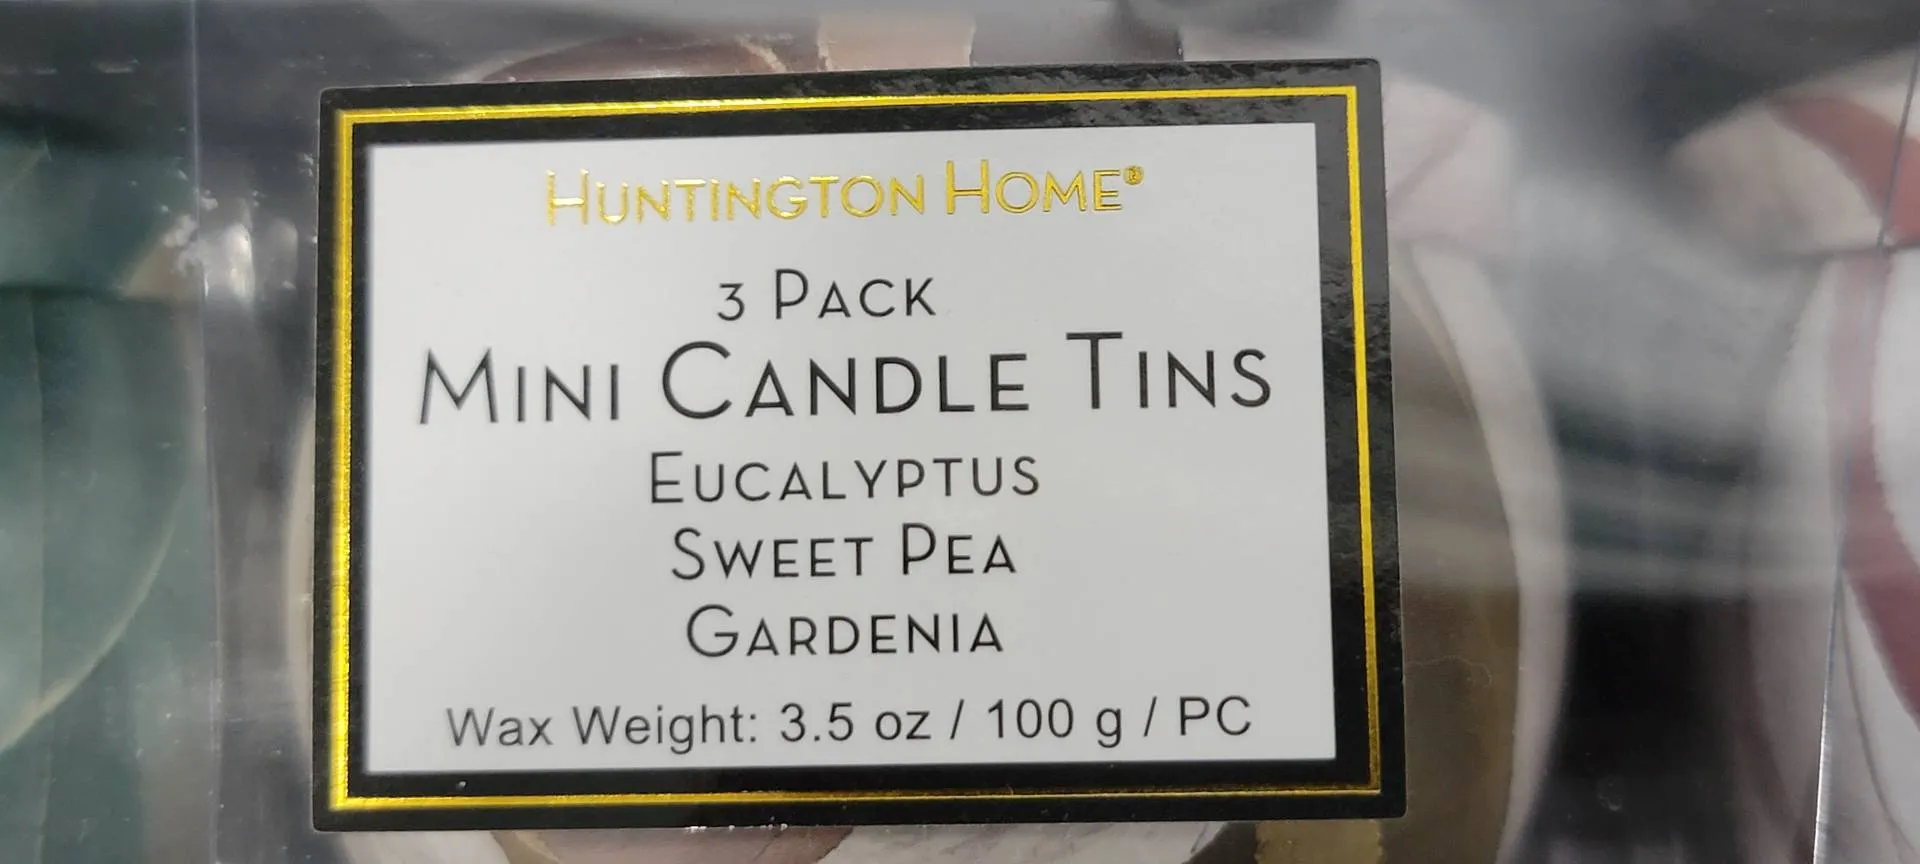 Huntington Home®
3 Pack
Mini Candle Tins
Eucalyptus
Sweet Pea
Gardenia
Wax Weight: 3.5 oz / 100 g / PC